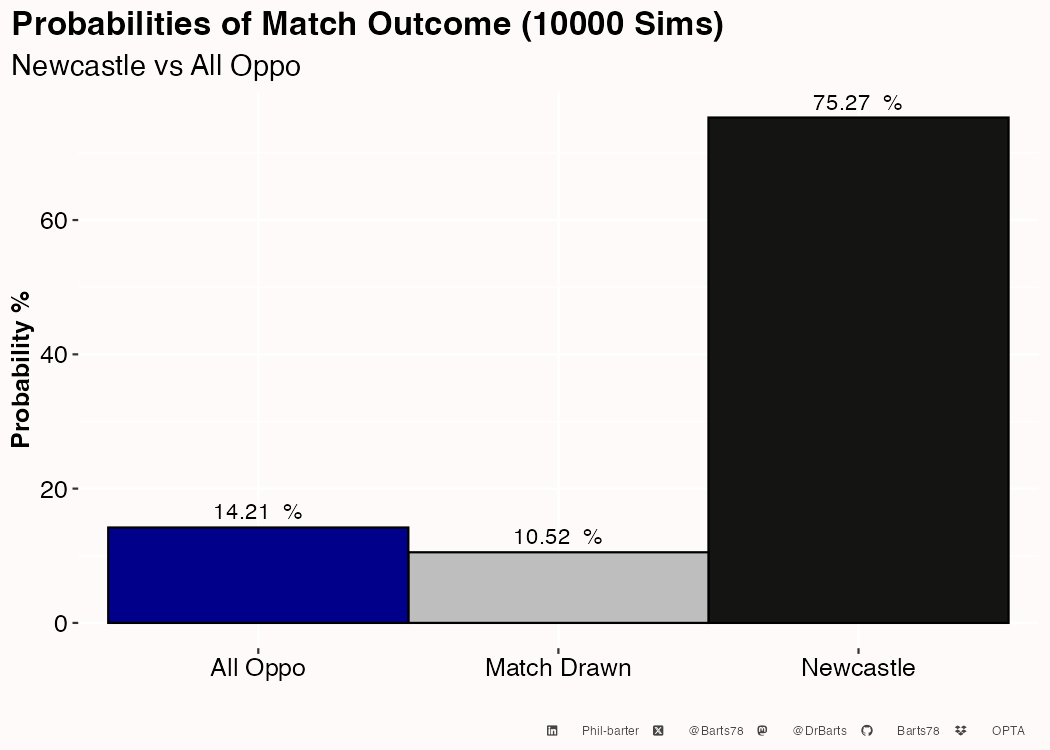 Probabilities of Match Outcome (10000 Sims)
Newcastle vs All Oppo
75.27 %
60
Probability %
40
20
14.21 %
10.52 %
0
All Oppo Match Drawn Newcastle
Phil-barter @Barts78 @DrBarts Barts78 OPTA